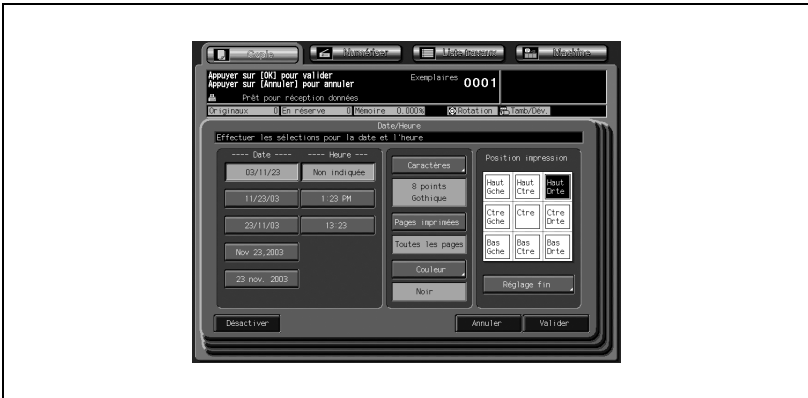 Copie Numériser Liste travaux Machine
Appuyer sur [OK] pour valider
Appuyer sur [Annuler] pour annuler
Exemplaires 0001
Prêt pour réception données
Originaux 0 En réserve 0 Mémoire 0.000% Rotation Tamb/Dév.
Date/Heure
Effectuer les sélections pour la date et l'heure
---- Date ---- ---- Heure ---
03/11/23 Non indiquée
11/23/03 1:23 PM
23/11/03 13:23
Nov 23,2003
23 nov. 2003
Caractères
8 points
Gothique
Pages imprimées
Toutes les pages
Couleur
Noir
Position impression
Haut Gche Haut Ctre Haut Drte
Ctre Gche Ctre Ctre Drte
Bas Gche Bas Ctre Bas Drte
Réglage fin
Désactiver Annuler Valider